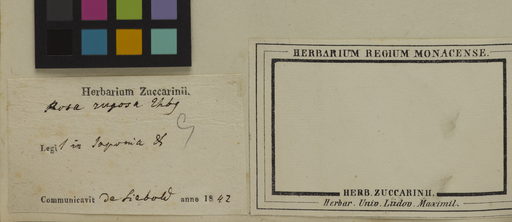 Herbarium Zuccarinii.
Rosa rugosa Thbg
Legit in Japonia
Communicavit de Siebold anno 1842
HERBARIUM REGIUM MONACENSE.
HERB. ZUCCARINII.
Herbar. Univ. Ludov. Maximil.